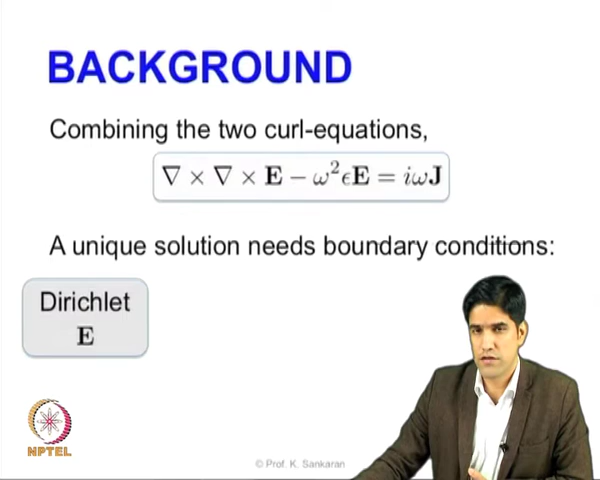 BACKGROUND
Combining the two curl-equations,
∇ × ∇ × E − ω²ϵE = iωJ
A unique solution needs boundary conditions:
Dirichlet
E
NPTEL
© Prof. K. Sankaran